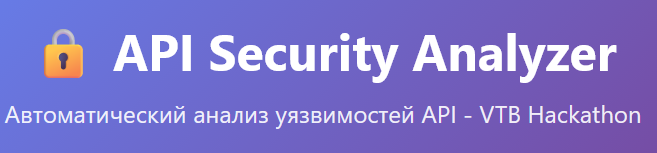 API Security Analyzer
Автоматический анализ уязвимостей API - VTB Hackathon